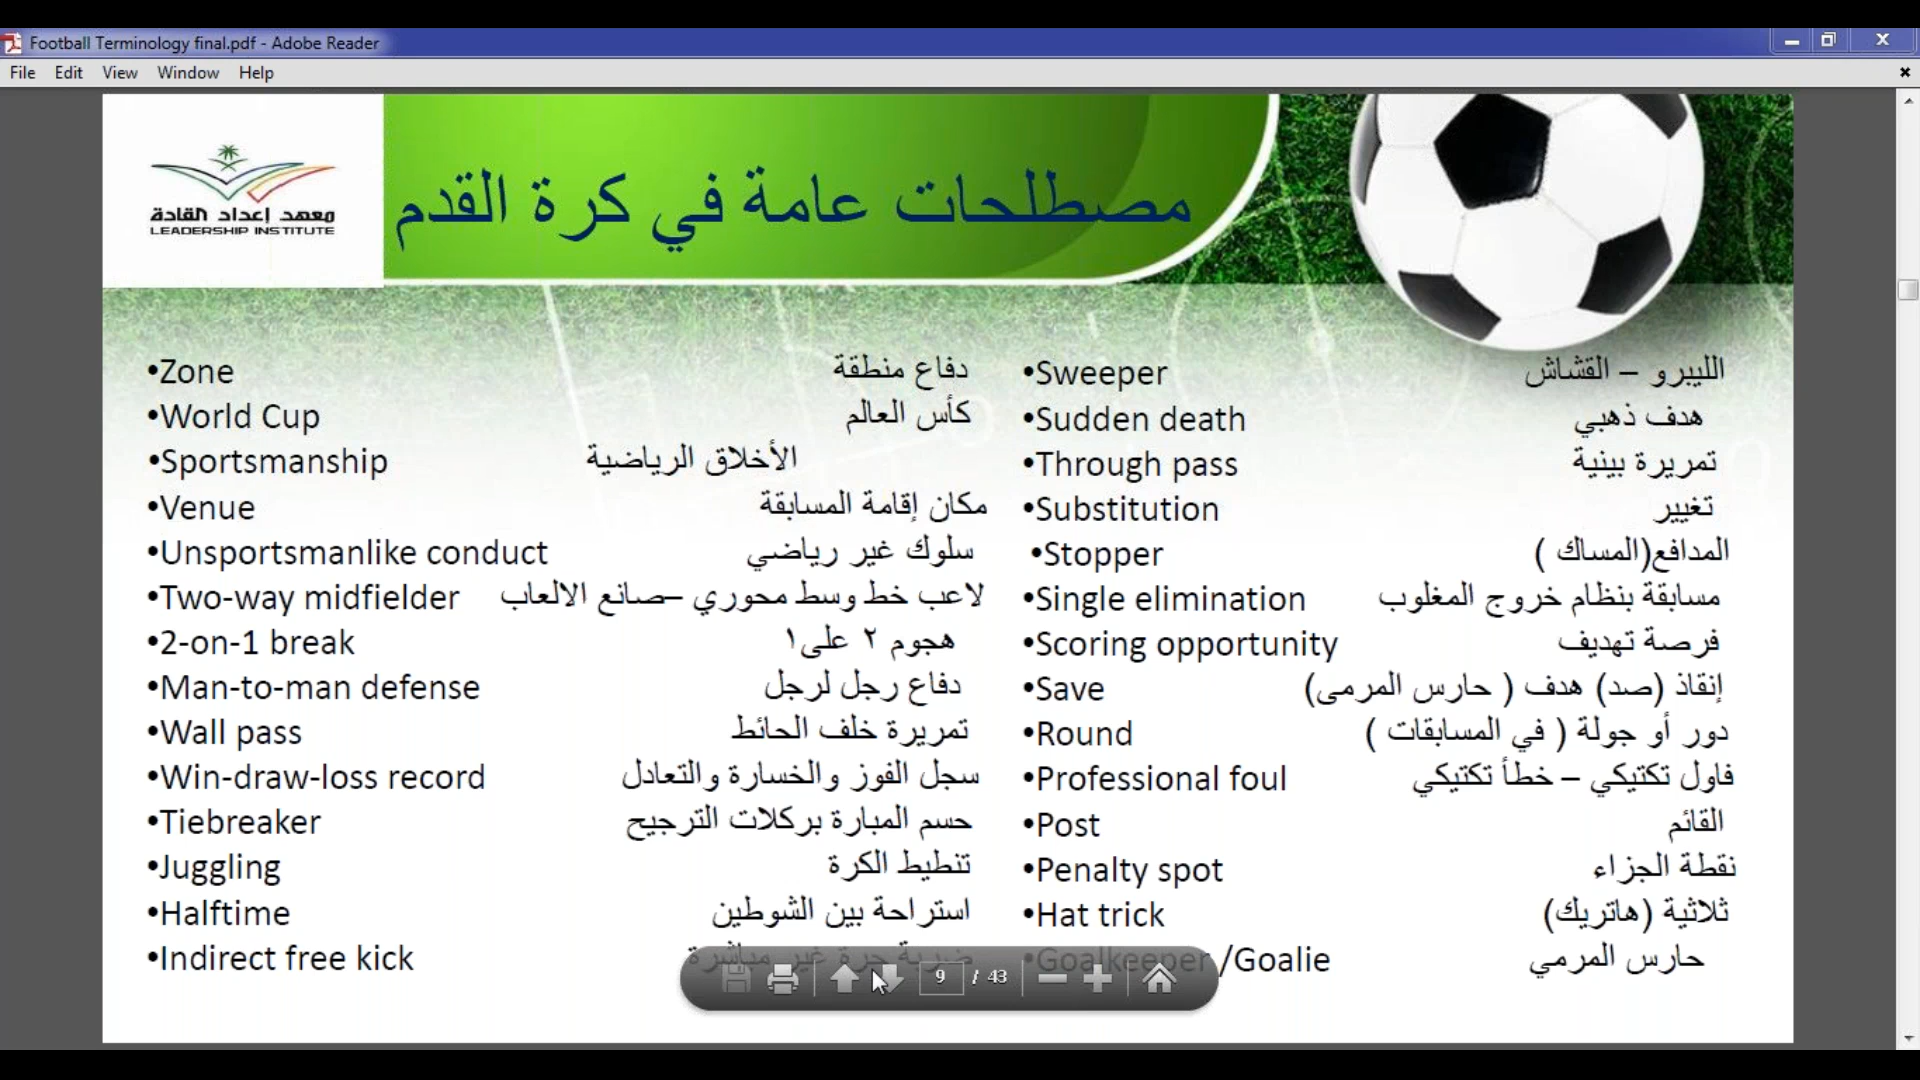 Football Terminology final.pdf - Adobe Reader
File Edit View Window Help
معهد إعداد القادة
LEADERSHIP INSTITUTE
مصطلحات عامة في كرة القدم
•Zone دفاع منطقة
•World Cup كأس العالم
•Sportsmanship الأخلاق الرياضية
•Venue مكان إقامة المسابقة
•Unsportsmanlike conduct سلوك غير رياضي
•Two-way midfielder لاعب خط وسط محوري –صانع الالعاب
•2-on-1 break هجوم ٢ على١
•Man-to-man defense دفاع رجل لرجل
•Wall pass تمريرة خلف الحائط
•Win-draw-loss record سجل الفوز والخسارة والتعادل
•Tiebreaker حسم المبارة بركلات الترجيح
•Juggling تنطيط الكرة
•Halftime استراحة بين الشوطين
•Indirect free kick ضربة حرة غير مباشرة
•Sweeper الليبرو – القشاش
•Sudden death هدف ذهبي
•Through pass تمريرة بينية
•Substitution تغيير
•Stopper المدافع(المساك )
•Single elimination مسابقة بنظام خروج المغلوب
•Scoring opportunity فرصة تهديف
•Save إنقاذ (صد) هدف ( حارس المرمى)
•Round دور أو جولة ( في المسابقات )
•Professional foul فاول تكتيكي – خطأ تكتيكي
•Post القائم
•Penalty spot نقطة الجزاء
•Hat trick ثلاثية (هاتريك)
•Goalkeeper /Goalie حارس المرمي
9 / 43